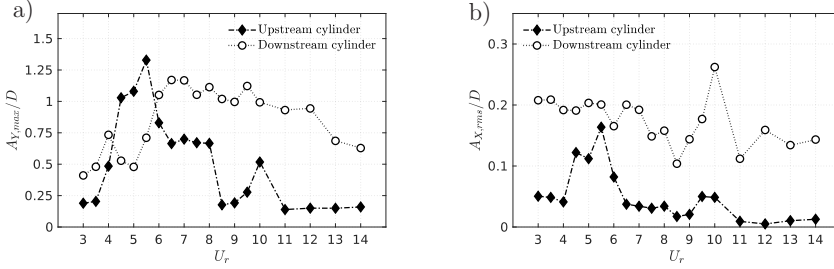 a)
Upstream cylinder
Downstream cylinder
1.5
1.25
1
0.75
0.5
0.25
0
A_{Y,max}/D
3 4 5 6 7 8 9 10 11 12 13 14
U_r
b)
Upstream cylinder
Downstream cylinder
0.3
0.2
0.1
0
A_{X,rms}/D
3 4 5 6 7 8 9 10 11 12 13 14
U_r